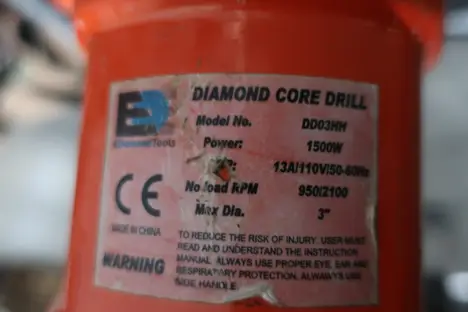 DIAMOND CORE DRILL
Model No. DD03HH
Power: 1500W
13A/110V/50-60Hz
No load RPM 950/2100
Max Dia. 3"
CE
MADE IN CHINA
WARNING
TO REDUCE THE RISK OF INJURY, USER MUST
READ AND UNDERSTAND THE INSTRUCTION
MANUAL. ALWAYS USE PROPER EYE, EAR AND
RESPIRATORY PROTECTION. ALWAWYS USE
SIDE HANDLE